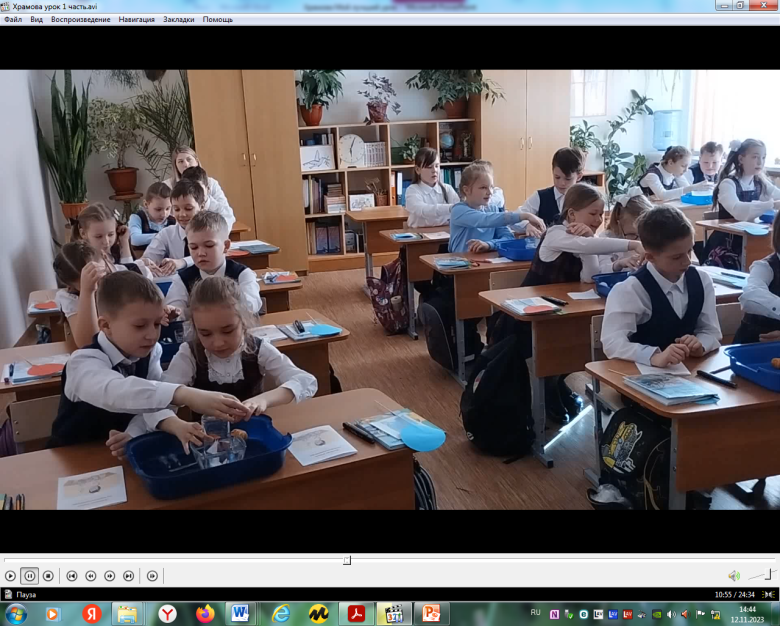 Храмова урок 1 часть.avi
Файл Вид Воспроизведение Навигация Закладки Помощь
Пауза
10:55 / 24:34
RU
14:44
12.11.2023